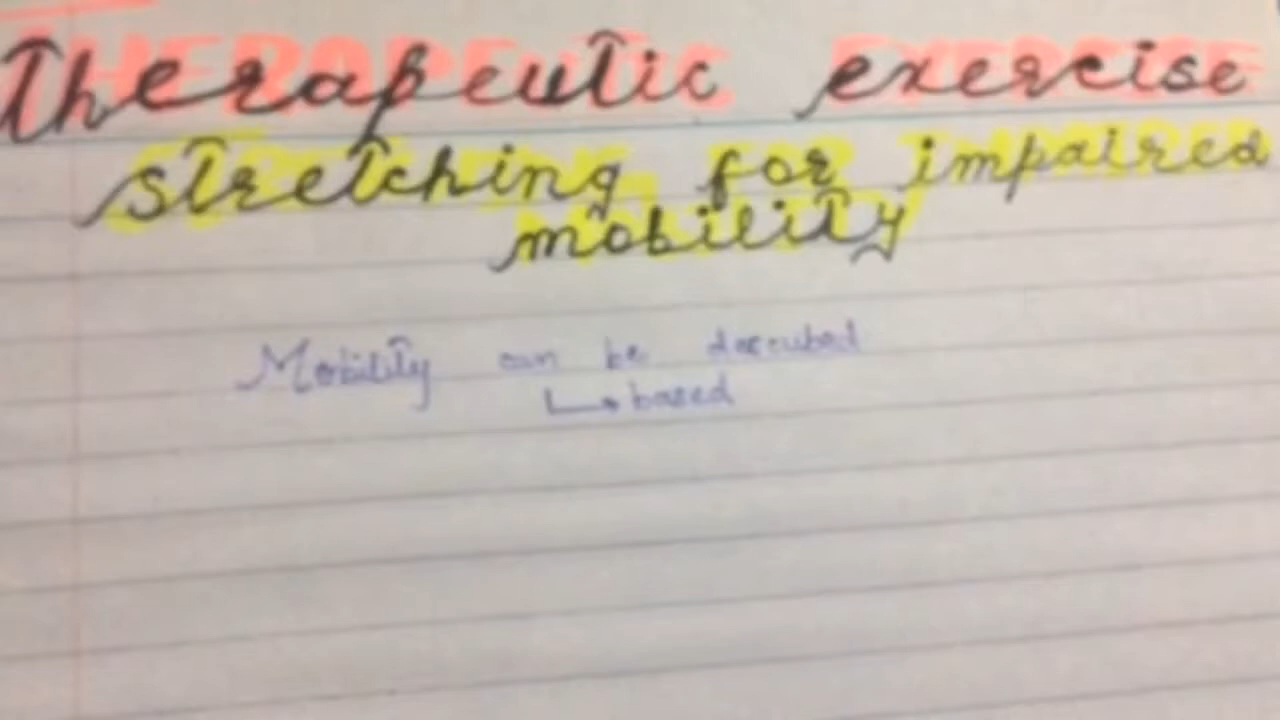 Therapeutic exercise
stretching for impaired
mobility
Mobility can be described
↳ based